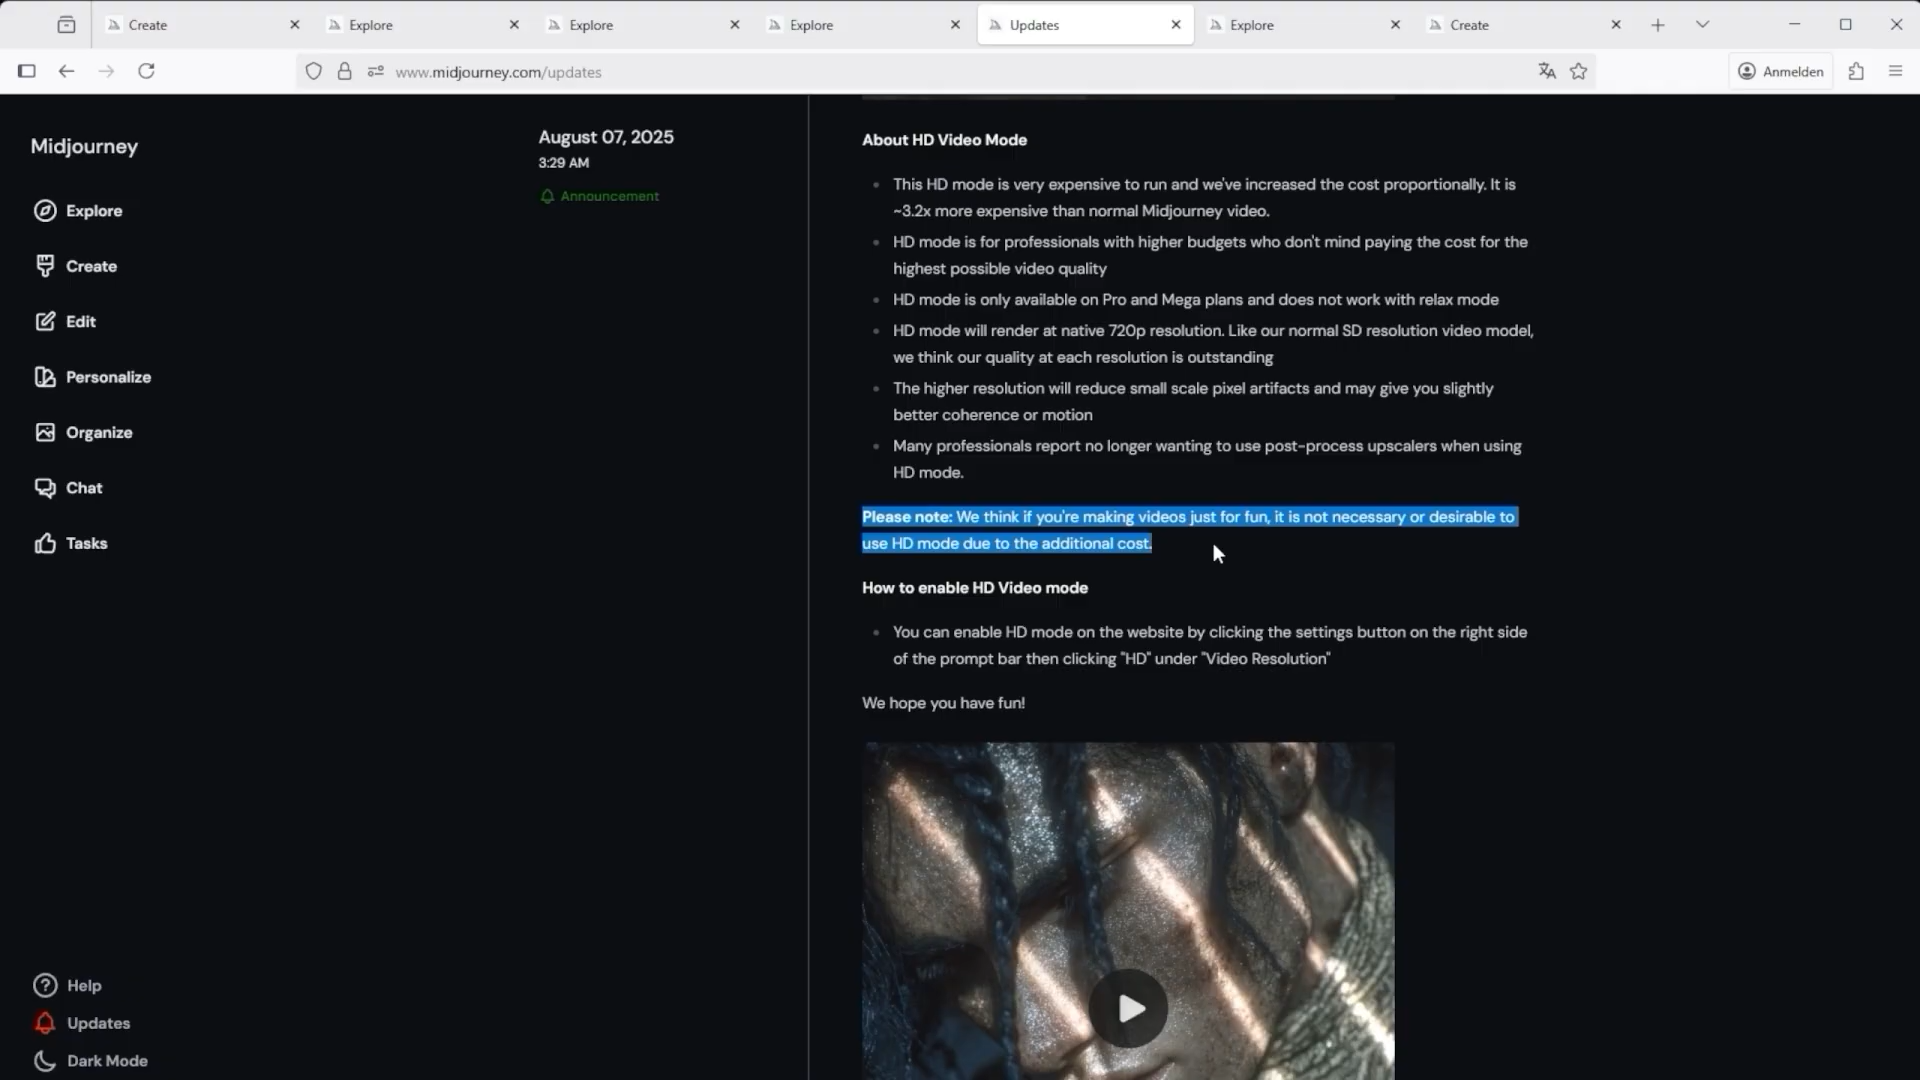 Create
Explore
Explore
Explore
Updates
Explore
Create
www.midjourney.com/updates
Anmelden
Midjourney
Explore
Create
Edit
Personalize
Organize
Chat
Tasks
Help
Updates
Dark Mode
August 07, 2025
3:29 AM
Announcement
About HD Video Mode
This HD mode is very expensive to run and we've increased the cost proportionally. It is
~3.2x more expensive than normal Midjourney video.
HD mode is for professionals with higher budgets who don't mind paying the cost for the
highest possible video quality
HD mode is only available on Pro and Mega plans and does not work with relax mode
HD mode will render at native 720p resolution. Like our normal SD resolution video model,
we think our quality at each resolution is outstanding
The higher resolution will reduce small scale pixel artifacts and may give you slightly
better coherence or motion
Many professionals report no longer wanting to use post-process upscalers when using
HD mode.
Please note: We think if you're making videos just for fun, it is not necessary or desirable to
use HD mode due to the additional cost.
How to enable HD Video mode
You can enable HD mode on the website by clicking the settings button on the right side
of the prompt bar then clicking "HD" under "Video Resolution"
We hope you have fun!